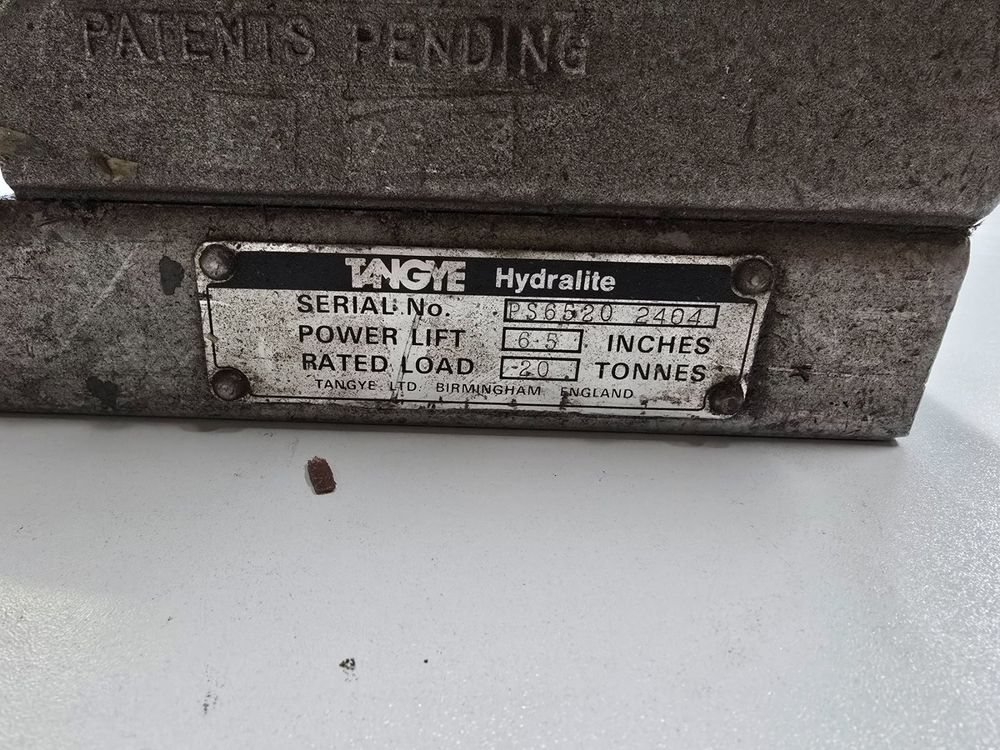 PATENTS PENDING
TANGYE Hydralite
SERIAL No. PS6520 2404
POWER LIFT 6.5 INCHES
RATED LOAD 20 TONNES
TANGYE LTD. BIRMINGHAM ENGLAND